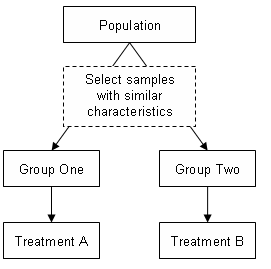 Population
Select samples
with similar
characteristics
Group One
Group Two
Treatment A
Treatment B